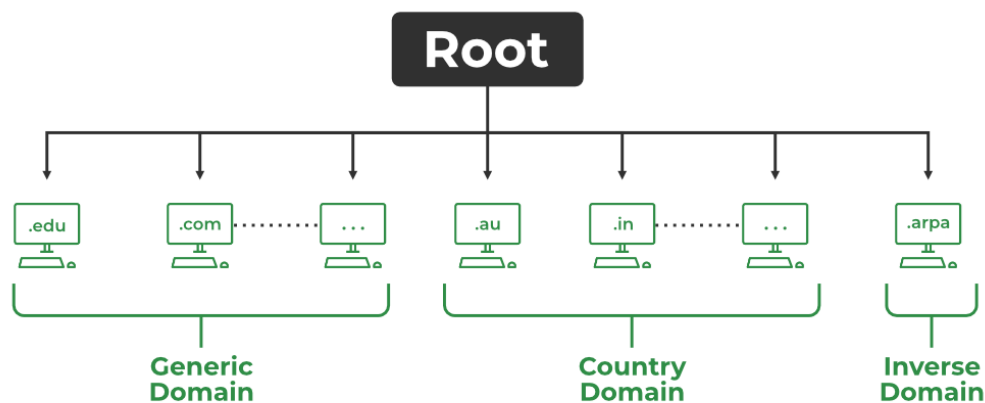 Root
.edu
.com
...
.au
.in
...
.arpa
Generic
Domain
Country
Domain
Inverse
Domain